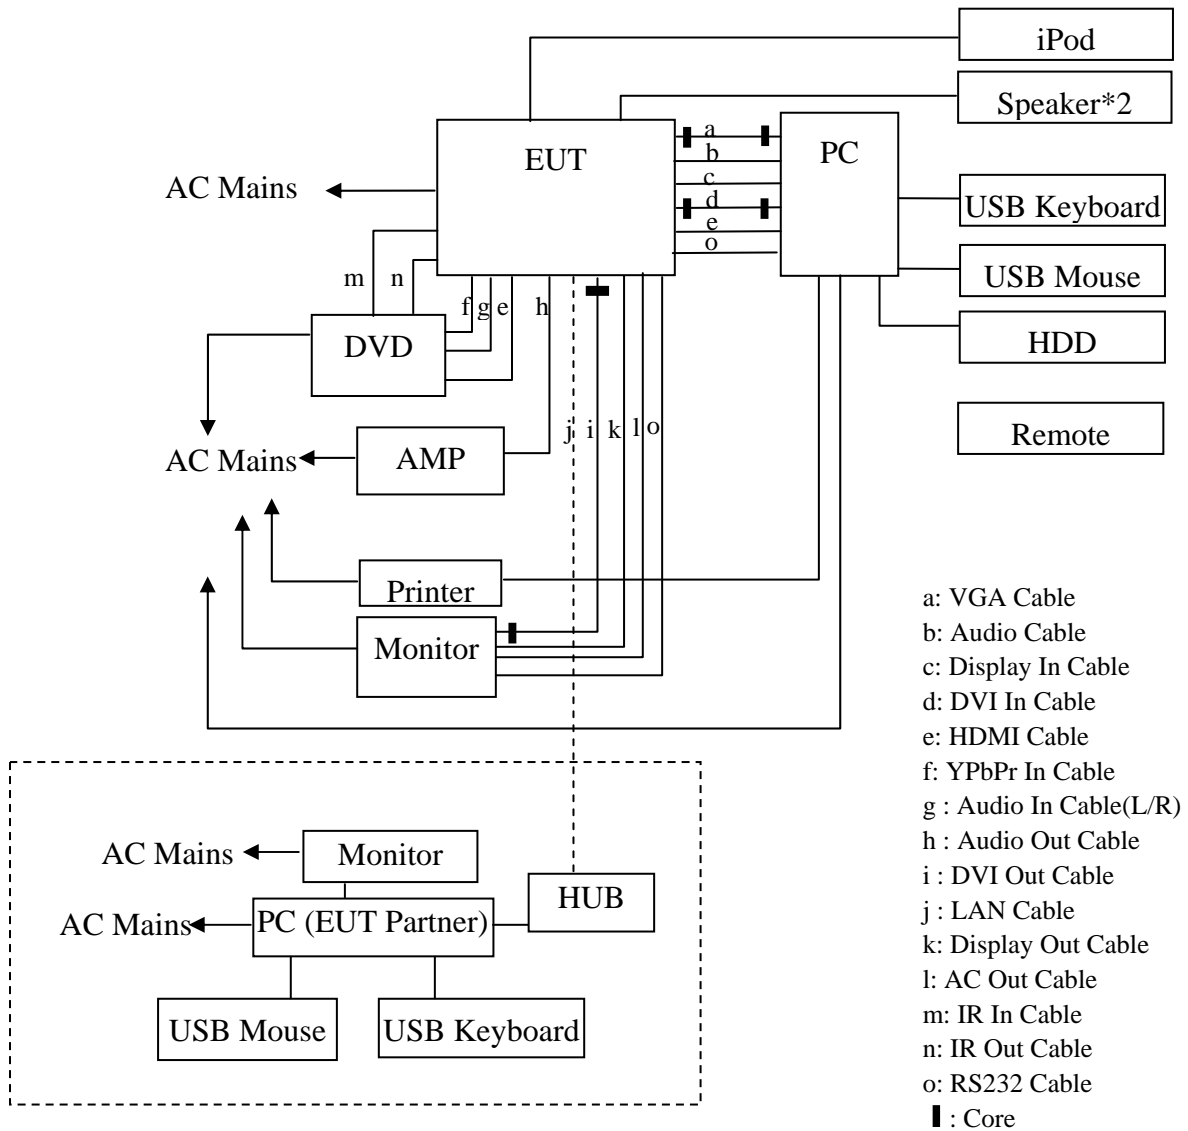 iPod
Speaker*2
EUT
a
b
c
d
e
o
PC
AC Mains
USB Keyboard
USB Mouse
HDD
Remote
m
n
f
g
e
h
DVD
j
i
k
l
o
AC Mains
AMP
Printer
Monitor
a: VGA Cable
b: Audio Cable
c: Display In Cable
d: DVI In Cable
e: HDMI Cable
f: YPbPr In Cable
g : Audio In Cable(L/R)
h : Audio Out Cable
i : DVI Out Cable
j : LAN Cable
k: Display Out Cable
l: AC Out Cable
m: IR In Cable
n: IR Out Cable
o: RS232 Cable
: Core
AC Mains
Monitor
HUB
AC Mains
PC (EUT Partner)
USB Mouse
USB Keyboard